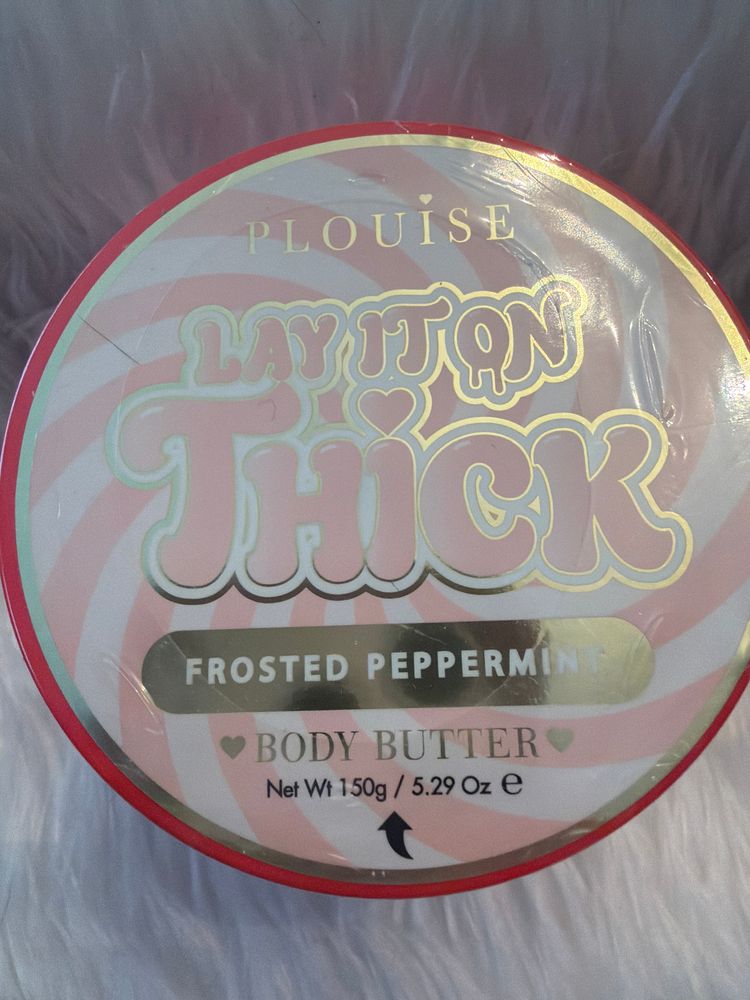 PLOUISE
LAY IT ON
THICK
FROSTED PEPPERMINT
BODY BUTTER
Net Wt 150g / 5.29 Oz ℮